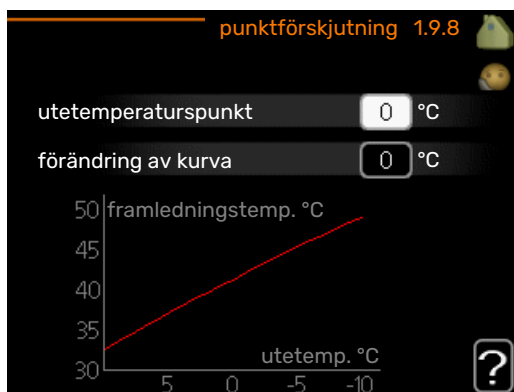 punktförskjutning 1.9.8
utetemperaturspunkt 0 °C
förändring av kurva 0 °C
50 framledningstemp. °C
45
40
35
30
utetemp. °C
5 0 -5 -10
?